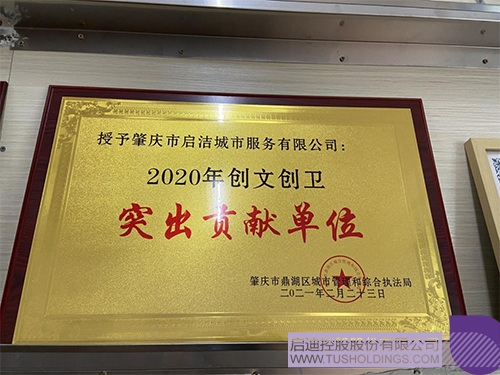 授予肇庆市启洁城市服务有限公司：
2020年创文创卫
突出贡献单位
肇庆市鼎湖区城市管理和综合执法局
二〇二一年二月二十三日
启迪控股股份有限公司
WWW.TUSHOLDINGS.COM